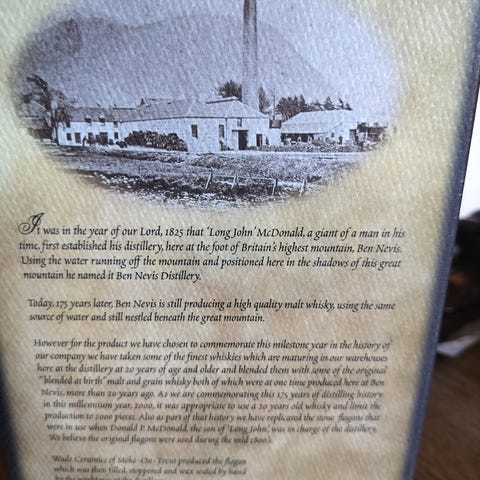 It was in the year of our Lord, 1825 that 'Long John' McDonald, a giant of a man in his
time, first established his distillery, here at the foot of Britain's highest mountain, Ben Nevis.
Using the water running off the mountain and positioned here in the shadows of this great
mountain he named it Ben Nevis Distillery.
Today, 175 years later, Ben Nevis is still producing a high quality malt whisky, using the same
source of water and still nestled beneath the great mountain.
However for the product we have chosen to commemorate this milestone year in the history of
our company we have taken some of the finest whiskies which are maturing in our warehouses
here at the distillery at 20 years of age and older and blended them with some of the original
"blended at birth" malt and grain whisky both of which were at one time produced here at Ben
Nevis, more than 20 years ago. As we are commemorating this 175 years of distilling history
in this millennium year, 2000, it was appropriate to use a 20 years old whisky and limit the
production to 2000 pieces. Also as part of that history we have replicated the stone flagons that
were in use when Donald P. McDonald, the son of 'Long John', was in charge of the distillery.
We believe the original flagons were used during the mid 1800's.
Wade Ceramics of Stoke-On-Trent produced the flagon
which was then filled, stoppered and wax sealed by hand